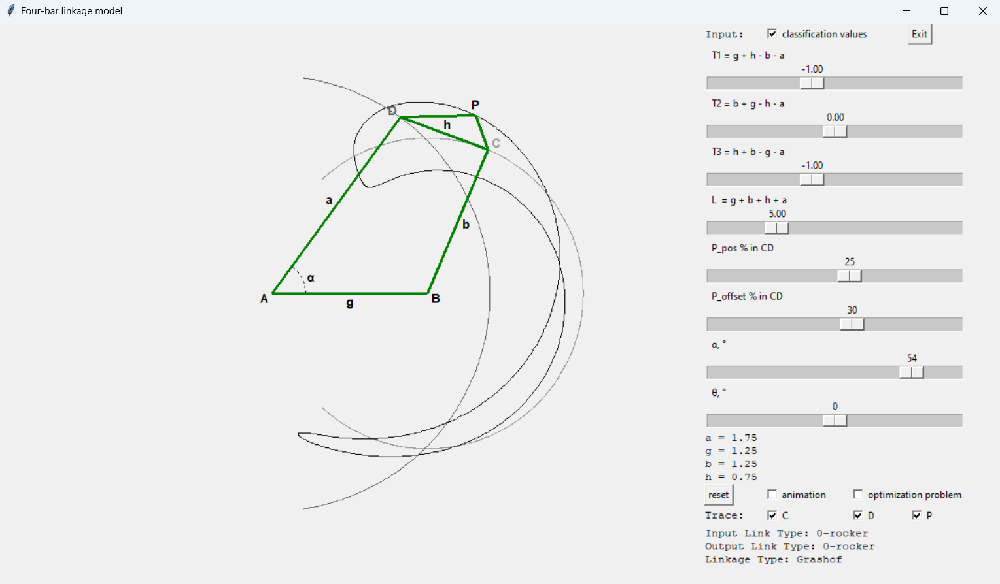 Four-bar linkage model
Input: classification values Exit
T1 = g + h - b - a
-1.00
T2 = b + g - h - a
0.00
T3 = h + b - g - a
-1.00
L = g + b + h + a
5.00
P_pos % in CD
25
P_offset % in CD
30
α, °
54
θ, °
0
a = 1.75
g = 1.25
b = 1.25
h = 0.75
reset animation optimization problem
Trace: C D P
Input Link Type: 0-rocker
Output Link Type: 0-rocker
Linkage Type: Grashof
P
D
h
C
a
b
α
A
B
g